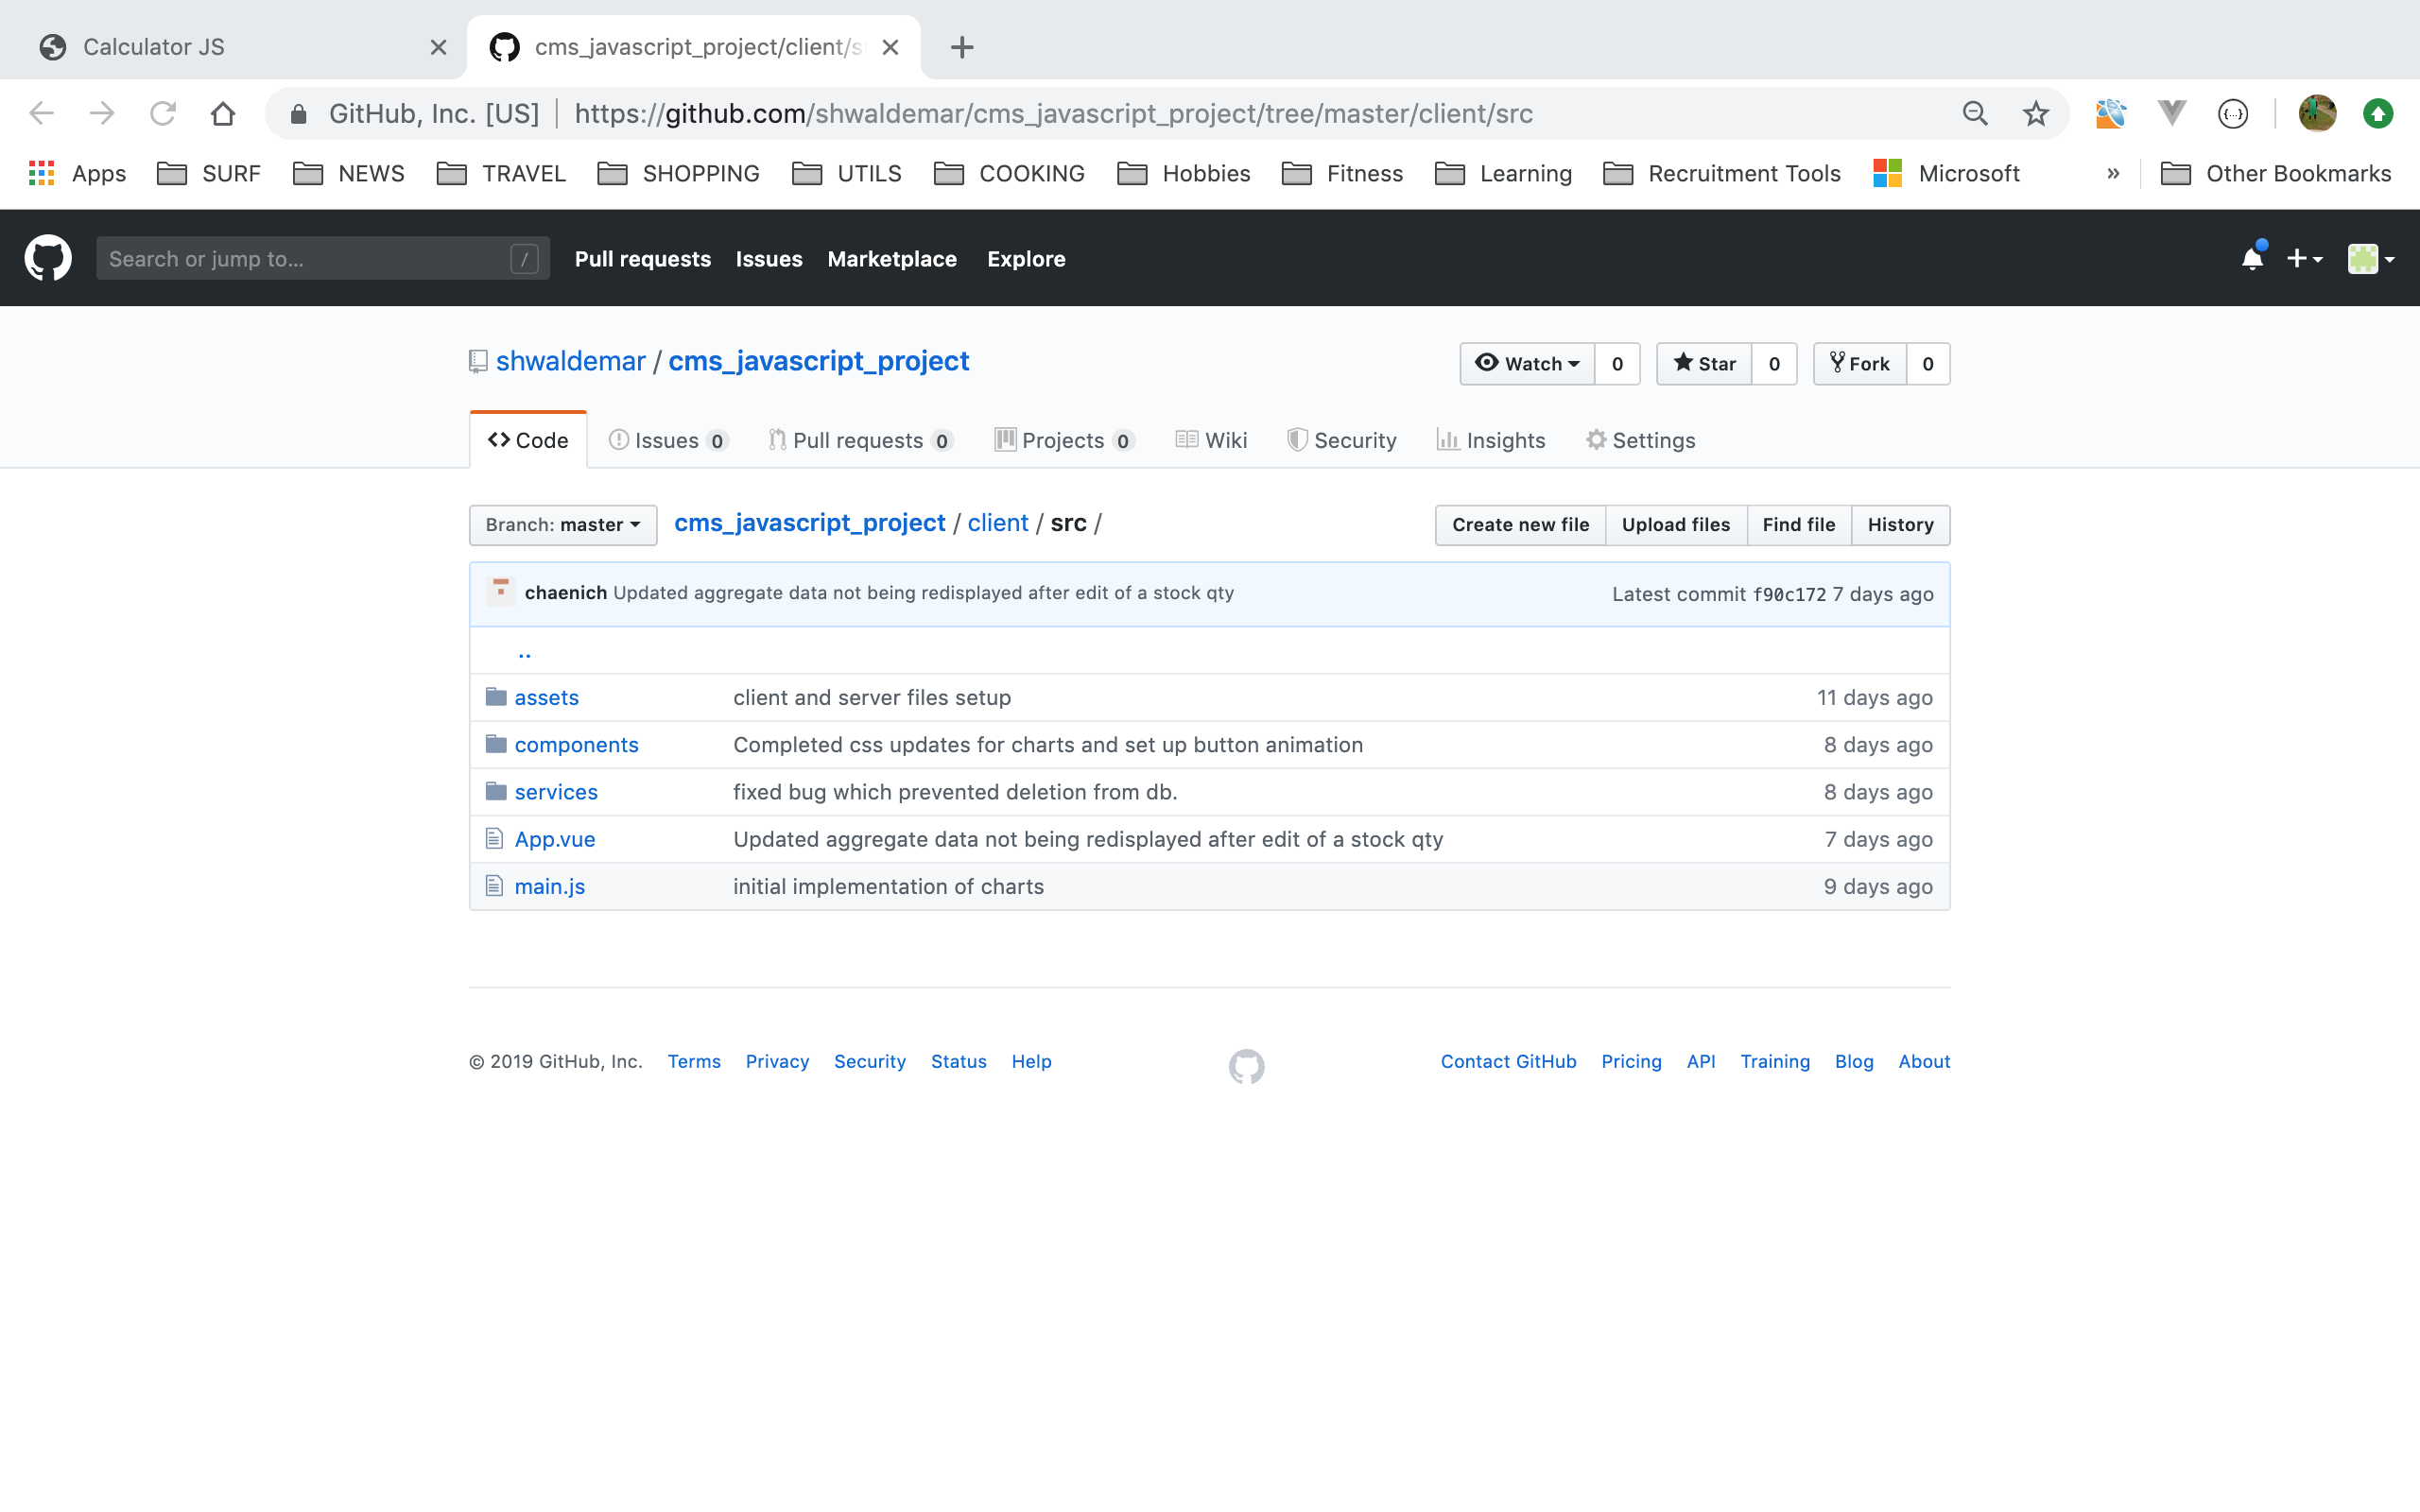 Calculator JS
cms_javascript_project/client/s
GitHub, Inc. [US] https://github.com/shwaldemar/cms_javascript_project/tree/master/client/src
Apps SURF NEWS TRAVEL SHOPPING UTILS COOKING Hobbies Fitness Learning Recruitment Tools Microsoft » Other Bookmarks
Search or jump to... / Pull requests Issues Marketplace Explore
shwaldemar / cms_javascript_project Watch 0 Star 0 Fork 0
Code Issues 0 Pull requests 0 Projects 0 Wiki Security Insights Settings
Branch: master cms_javascript_project / client / src / Create new file Upload files Find file History
chaenich Updated aggregate data not being redisplayed after edit of a stock qty Latest commit f90c172 7 days ago
..
assets client and server files setup 11 days ago
components Completed css updates for charts and set up button animation 8 days ago
services fixed bug which prevented deletion from db. 8 days ago
App.vue Updated aggregate data not being redisplayed after edit of a stock qty 7 days ago
main.js initial implementation of charts 9 days ago
© 2019 GitHub, Inc. Terms Privacy Security Status Help Contact GitHub Pricing API Training Blog About